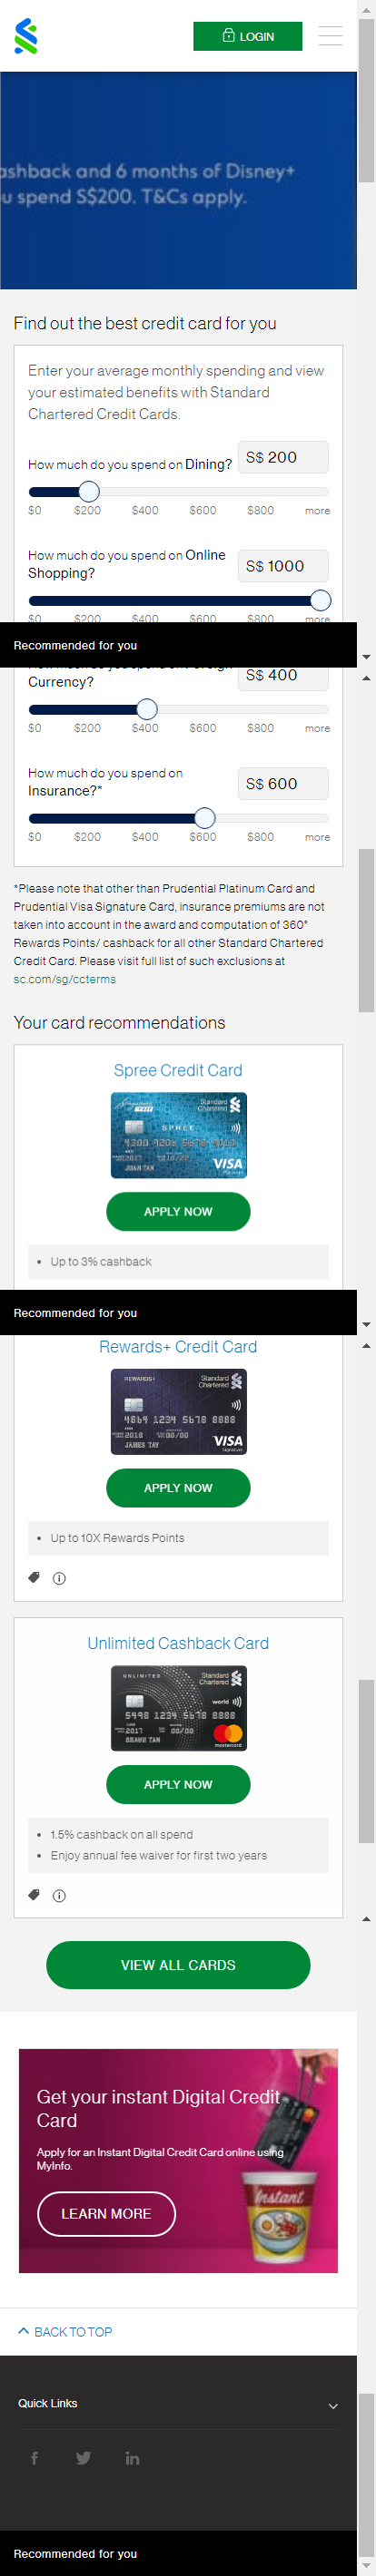 LOGIN
ashback and 6 months of Disney+
u spend S$200. T&Cs apply.
Find out the best credit card for you
Enter your average monthly spending and view
your estimated benefits with Standard
Chartered Credit Cards.
How much do you spend on Dining? S$ 200
$0 $200 $400 $600 $800 more
How much do you spend on Online
Shopping? S$ 1000
$0 $200 $400 $600 $800 more
Recommended for you
How much do you spend on Foreign
Currency? S$ 400
$0 $200 $400 $600 $800 more
How much do you spend on
Insurance?* S$ 600
$0 $200 $400 $600 $800 more
*Please note that other than Prudential Platinum Card and
Prudential Visa Signature Card, insurance premiums are not
taken into account in the award and computation of 360°
Rewards Points/ cashback for all other Standard Chartered
Credit Card. Please visit full list of such exclusions at
sc.com/sg/ccterms
Your card recommendations
Spree Credit Card
Standard
Chartered
SPREE
JOAN TAN
VISA
APPLY NOW
Up to 3% cashback
Recommended for you
Rewards+ Credit Card
REWARDS+
Standard
Chartered
4864 1234 5678 8888
2018 00/00
JAMES TAY
VISA
Signature
APPLY NOW
Up to 10X Rewards Points
Unlimited Cashback Card
UNLIMITED
Standard
Chartered
world
5498 1234 5678 8888
2017 00/00
SHAWN TAN
mastercard
APPLY NOW
1.5% cashback on all spend
Enjoy annual fee waiver for first two years
VIEW ALL CARDS
Get your instant Digital Credit
Card
Apply for an Instant Digital Credit Card online using
MyInfo.
LEARN MORE
Instant
BACK TO TOP
Quick Links
Recommended for you